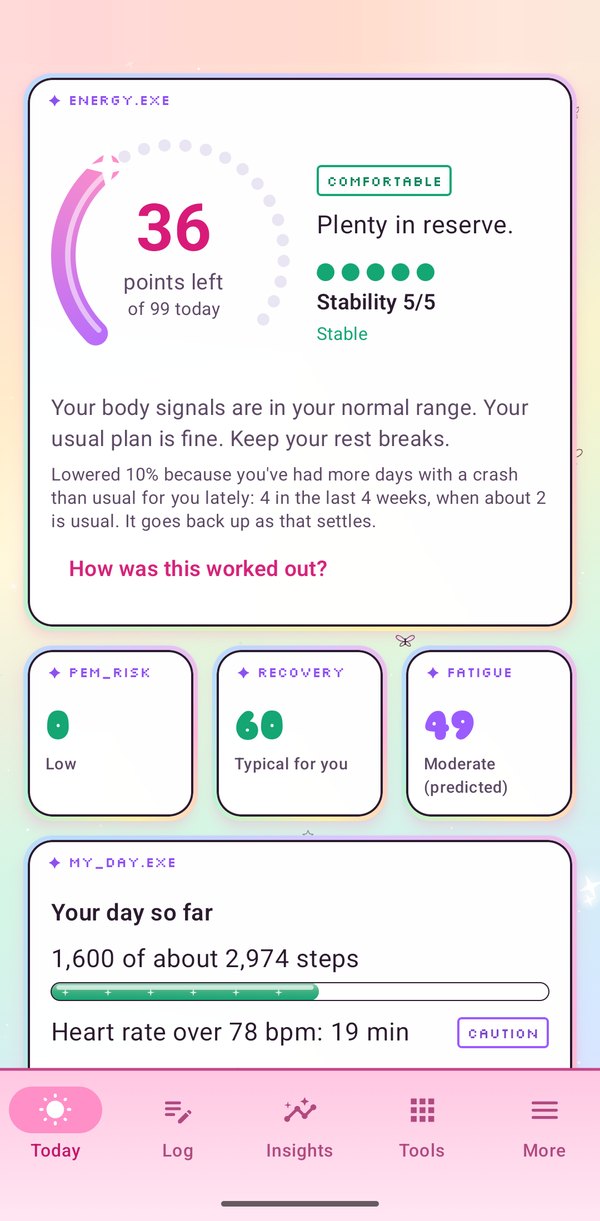 ENERGY.EXE
36
points left
of 99 today
COMFORTABLE
Plenty in reserve.
Stability 5/5
Stable
Your body signals are in your normal range. Your
usual plan is fine. Keep your rest breaks.
Lowered 10% because you've had more days with a crash
than usual for you lately: 4 in the last 4 weeks, when about 2
is usual. It goes back up as that settles.
How was this worked out?
PEM_RISK
0
Low
RECOVERY
60
Typical for you
FATIGUE
49
Moderate
(predicted)
MY_DAY.EXE
Your day so far
1,600 of about 2,974 steps
Heart rate over 78 bpm: 19 min
CAUTION
Today
Log
Insights
Tools
More